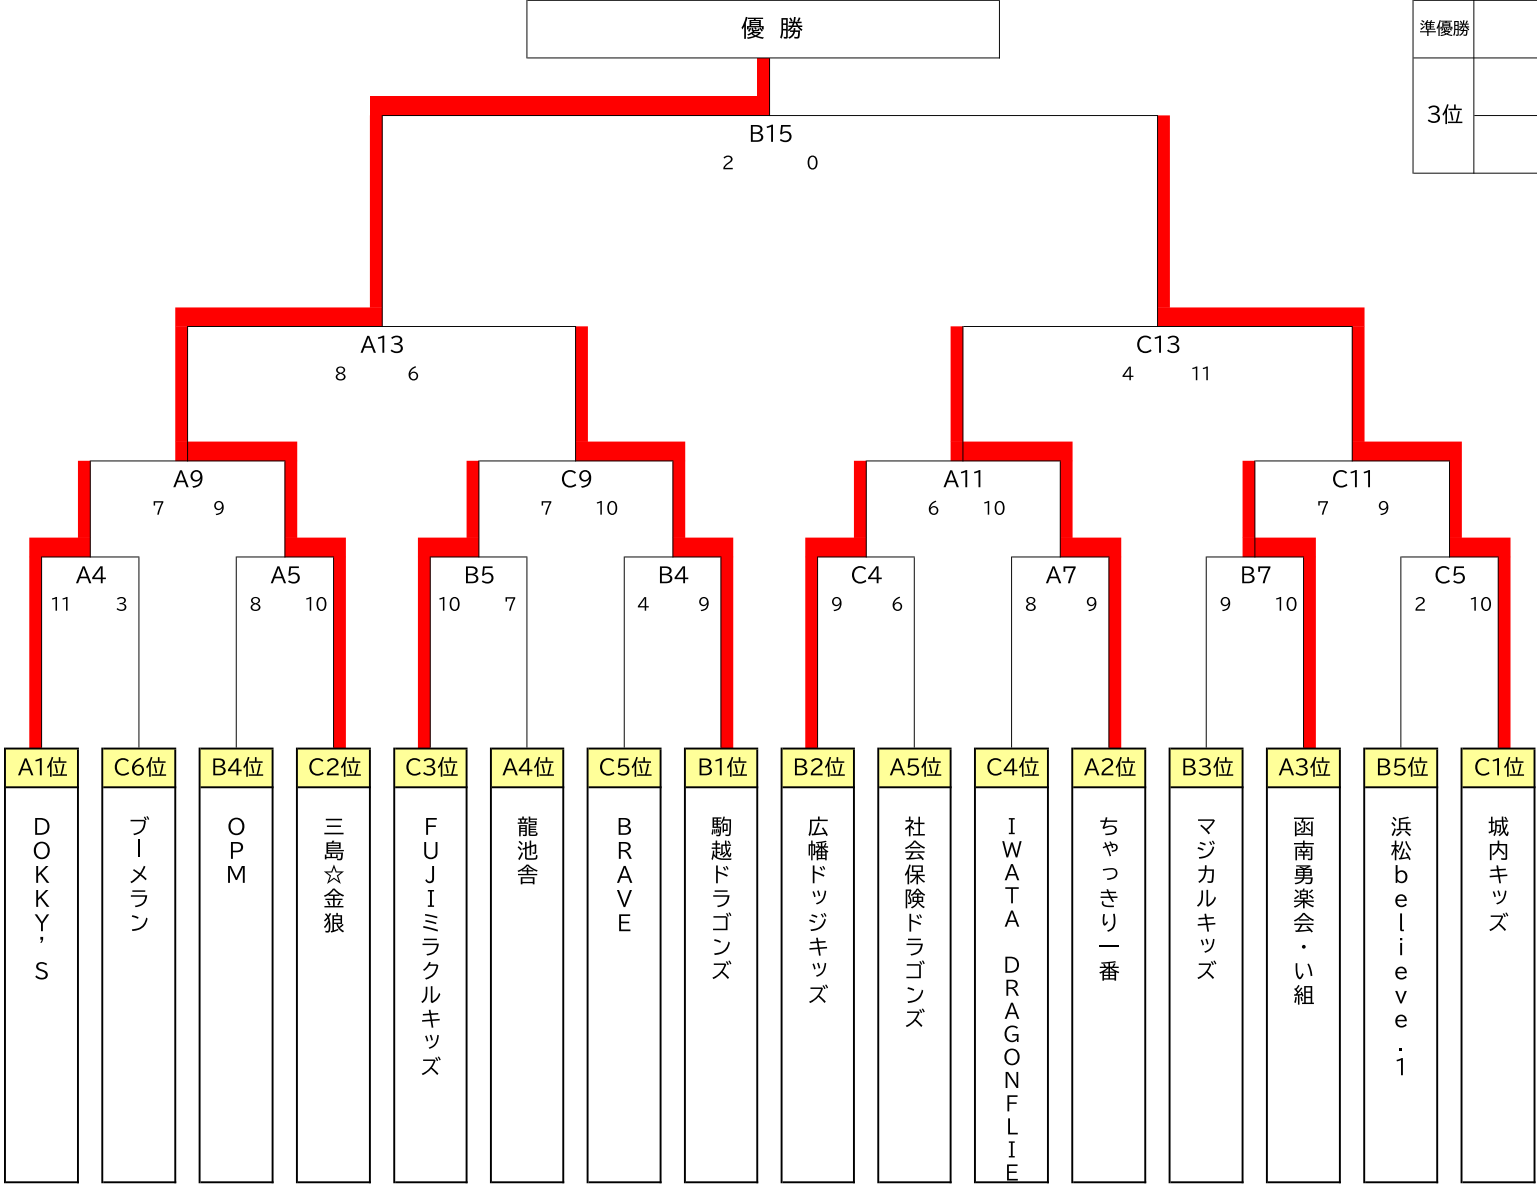 優 勝
準優勝
3位
B15
2 0
A13
8 6
C13
4 11
A9
7 9
C9
7 10
A11
6 10
C11
7 9
A4
11 3
A5
8 10
B5
10 7
B4
4 9
C4
9 6
A7
8 9
B7
9 10
C5
2 10
A1位
DOKKY'S
C6位
ブーメラン
B4位
OPM
C2位
三島☆金狼
C3位
FUJIミラクルキッズ
A4位
龍池舎
C5位
BRAVE
B1位
駒越ドラゴンズ
B2位
広幡ドッジキッズ
A5位
社会保険ドラゴンズ
C4位
IWATA DRAGONFLIE
A2位
ちゃっきり一番
B3位
マジカルキッズ
A3位
函南勇楽会・い組
B5位
浜松believe.1
C1位
城内キッズ